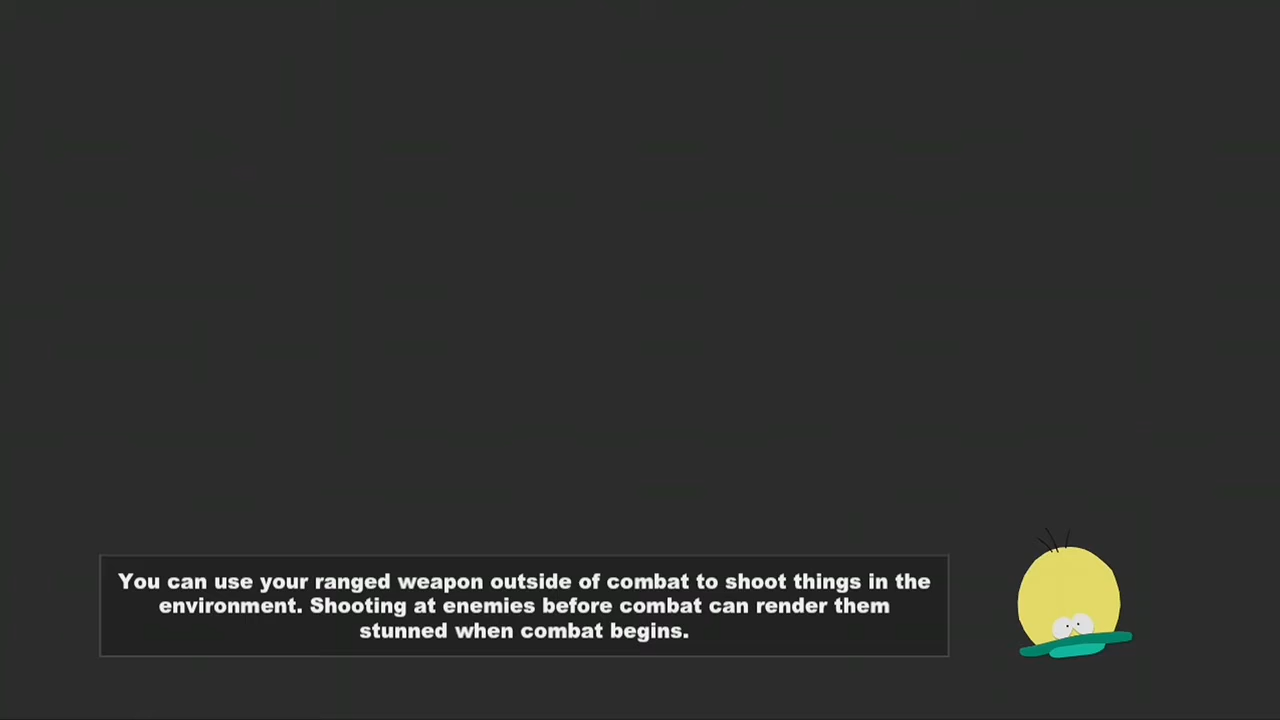 You can use your ranged weapon outside of combat to shoot things in the
environment. Shooting at enemies before combat can render them
stunned when combat begins.